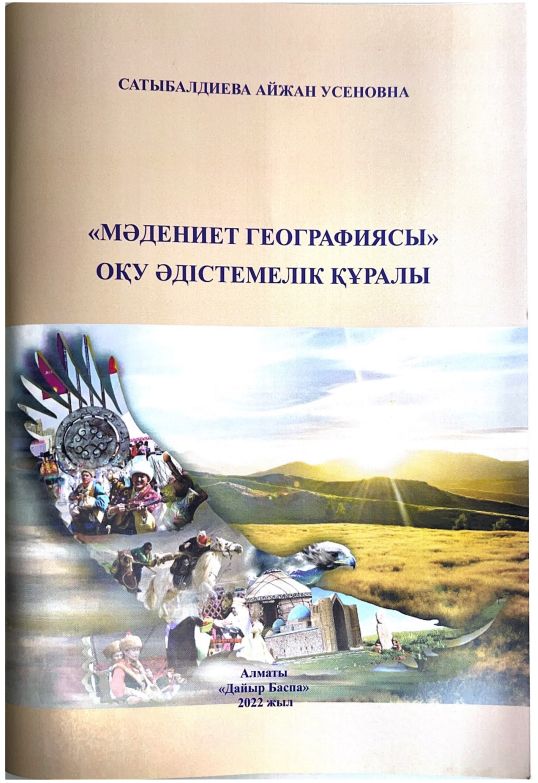 САТЫБАЛДИЕВА АЙЖАН УСЕНОВНА
«МӘДЕНИЕТ ГЕОГРАФИЯСЫ»
ОҚУ ӘДІСТЕМЕЛІК ҚҰРАЛЫ
Алматы
«Дайыр Баспа»
2022 жыл